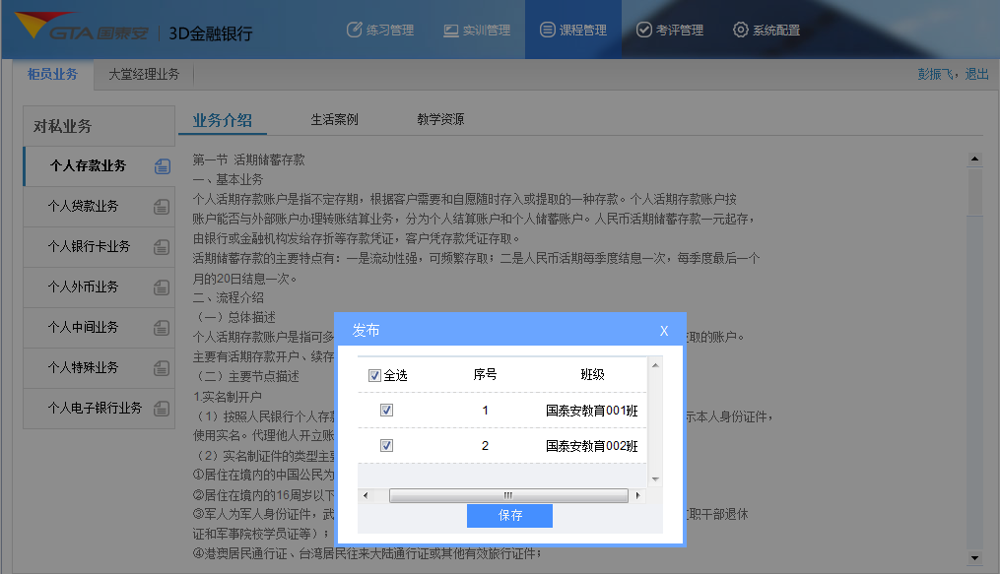 GTA 国泰安 3D金融银行 练习管理 实训管理 课程管理 考评管理 系统配置
柜员业务 大堂经理业务 彭振飞，退出
对私业务 业务介绍 生活案例 教学资源
个人存款业务
个人贷款业务
个人银行卡业务
个人外币业务
个人中间业务
个人特殊业务
个人电子银行业务
第一节 活期储蓄存款
一、基本业务
个人活期存款账户是指不定存期，根据客户需要和自愿随时存入或提取的一种存款。个人活期存款账户按
账户能否与外部账户办理转账结算业务，分为个人结算账户和个人储蓄账户。人民币活期储蓄存款一元起存，
由银行或金融机构发给存折等存款凭证，客户凭存款凭证存取。
活期储蓄存款的主要特点有：一是流动性强，可频繁存取；二是人民币活期每季度结息一次，每季度最后一个
月的20日结息一次。
二、流程介绍
（一）总体描述
个人活期存款账户是指可多 取的账户。
主要有活期存款开户、续存
（二）主要节点描述
1.实名制开户
（1）按照人民银行个人存款 示本人身份证件，
使用实名。代理他人开立账
（2）实名制证件的类型主要
①居住在境内的中国公民为
②居住在境内的16周岁以下
③军人为军人身份证件，武 职干部退休
证和军事院校学员证等）；
④港澳居民通行证、台湾居民往来大陆通行证或其他有效旅行证件；
发布 X
全选 序号 班级
1 国泰安教育001班
2 国泰安教育002班
保存